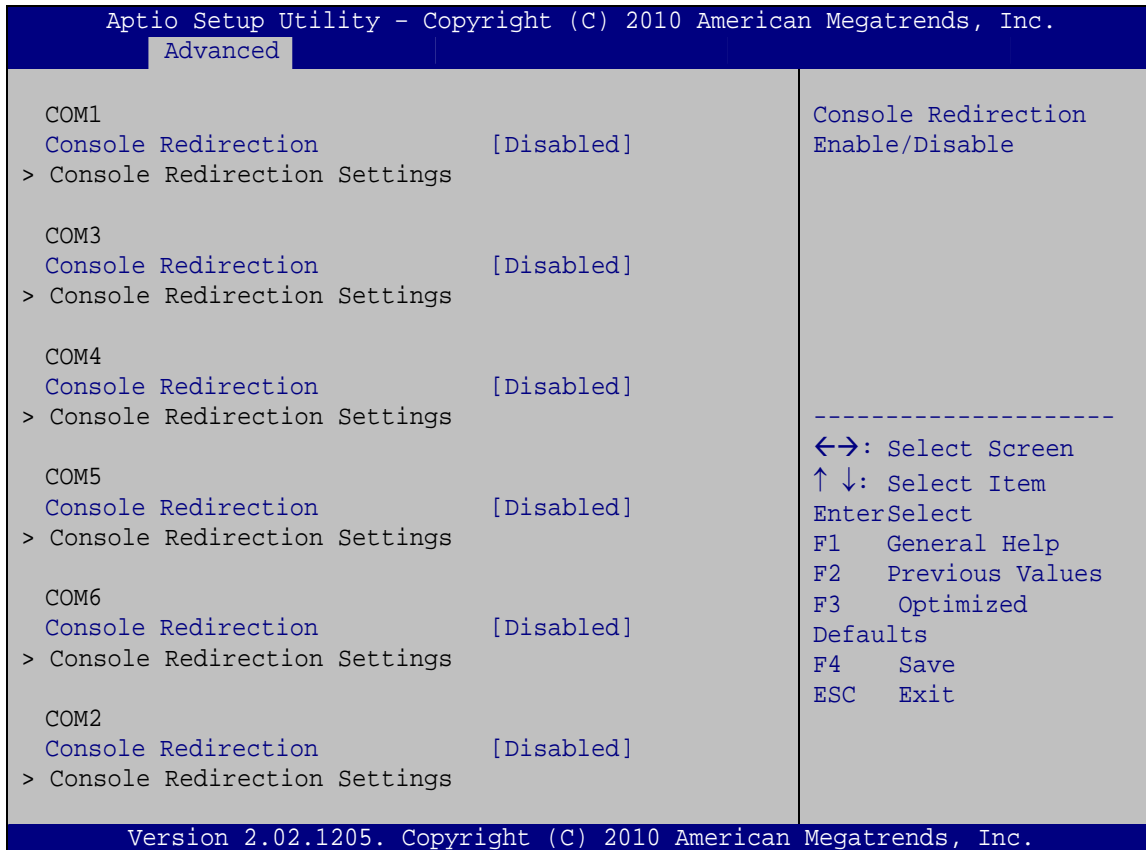 Aptio Setup Utility – Copyright (C) 2010 American Megatrends, Inc.
Advanced
COM1
Console Redirection [Disabled]
> Console Redirection Settings
COM3
Console Redirection [Disabled]
> Console Redirection Settings
COM4
Console Redirection [Disabled]
> Console Redirection Settings
COM5
Console Redirection [Disabled]
> Console Redirection Settings
COM6
Console Redirection [Disabled]
> Console Redirection Settings
COM2
Console Redirection [Disabled]
> Console Redirection Settings
Console Redirection
Enable/Disable
---------------------
←→: Select Screen
↑ ↓: Select Item
EnterSelect
F1 General Help
F2 Previous Values
F3 Optimized
Defaults
F4 Save
ESC Exit
Version 2.02.1205. Copyright (C) 2010 American Megatrends, Inc.